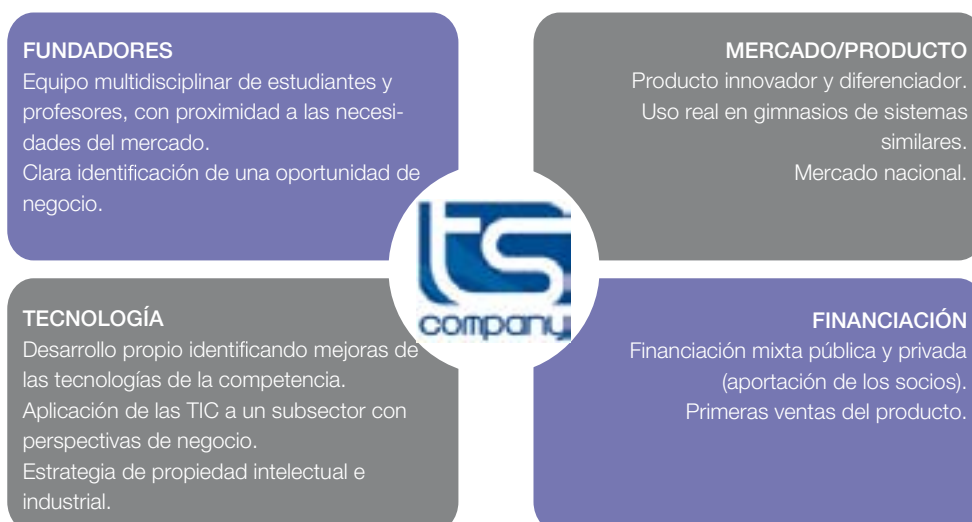 FUNDADORES
Equipo multidisciplinar de estudiantes y
profesores, con proximidad a las necesi-
dades del mercado.
Clara identificación de una oportunidad de
negocio.
MERCADO/PRODUCTO
Producto innovador y diferenciador.
Uso real en gimnasios de sistemas
similares.
Mercado nacional.
ts
company
TECNOLOGÍA
Desarrollo propio identificando mejoras de
las tecnologías de la competencia.
Aplicación de las TIC a un subsector con
perspectivas de negocio.
Estrategia de propiedad intelectual e
industrial.
FINANCIACIÓN
Financiación mixta pública y privada
(aportación de los socios).
Primeras ventas del producto.